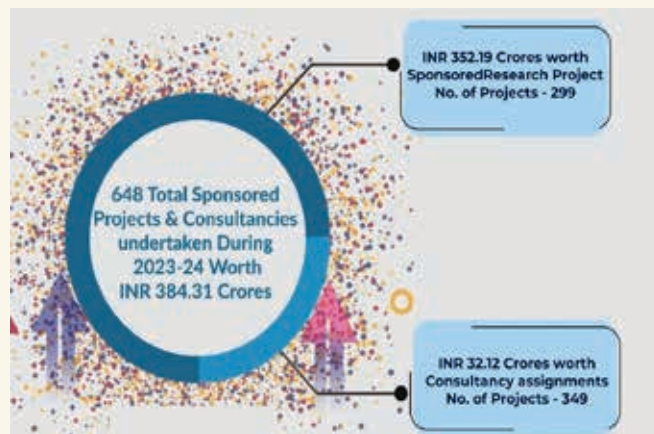 INR 352.19 Crores worth
SponsoredResearch Project
No. of Projects - 299
648 Total Sponsored
Projects & Consultancies
undertaken During
2023-24 Worth
INR 384.31 Crores
INR 32.12 Crores worth
Consultancy assignments
No. of Projects - 349